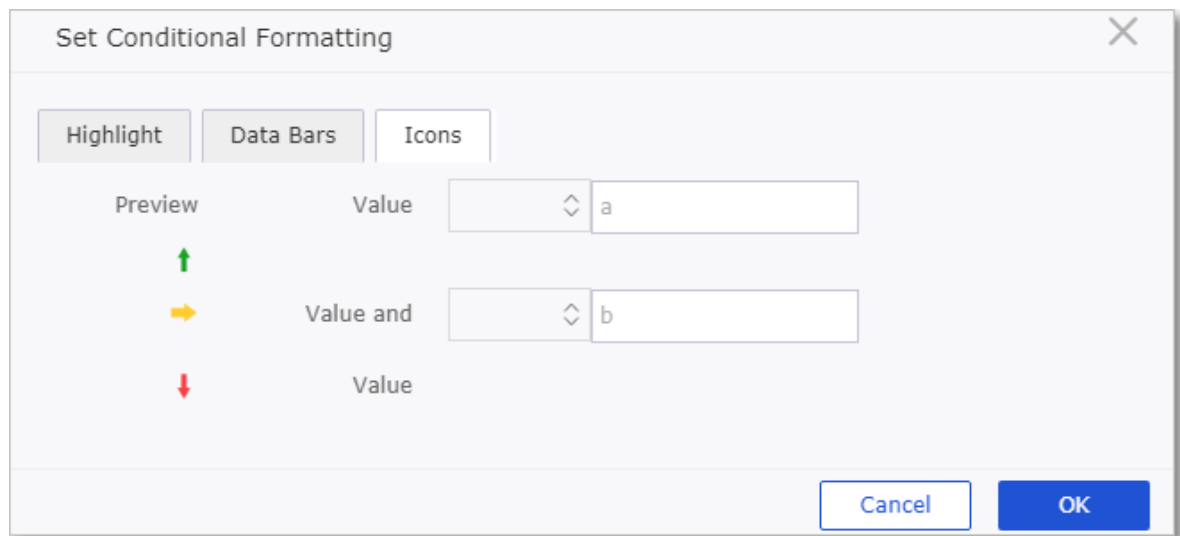 Set Conditional Formatting
Highlight Data Bars Icons
Preview Value a
Value and b
Value
Cancel OK